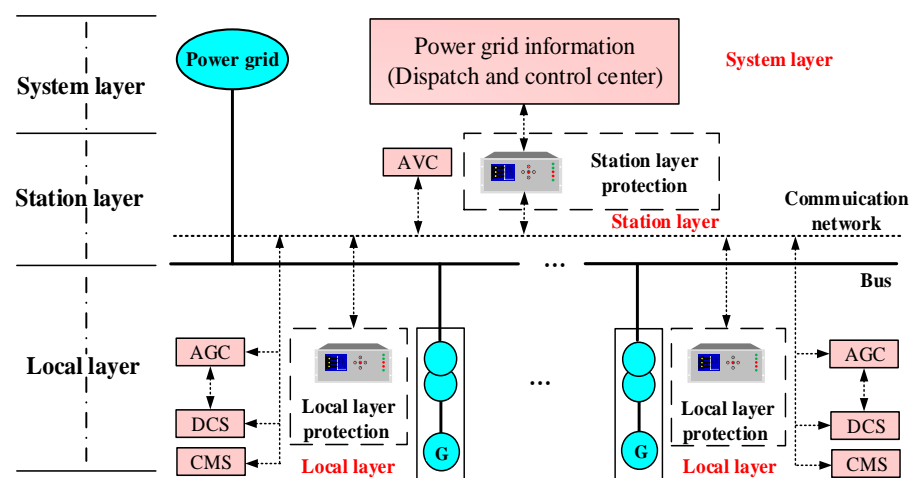 System layer
Station layer
Local layer
Power grid
Power grid information
(Dispatch and control center)
System layer
AVC
Station layer
protection
Station layer
Commuication
network
Bus
...
AGC
DCS
CMS
Local layer
protection
Local layer
G
...
G
Local layer
protection
Local layer
AGC
DCS
CMS